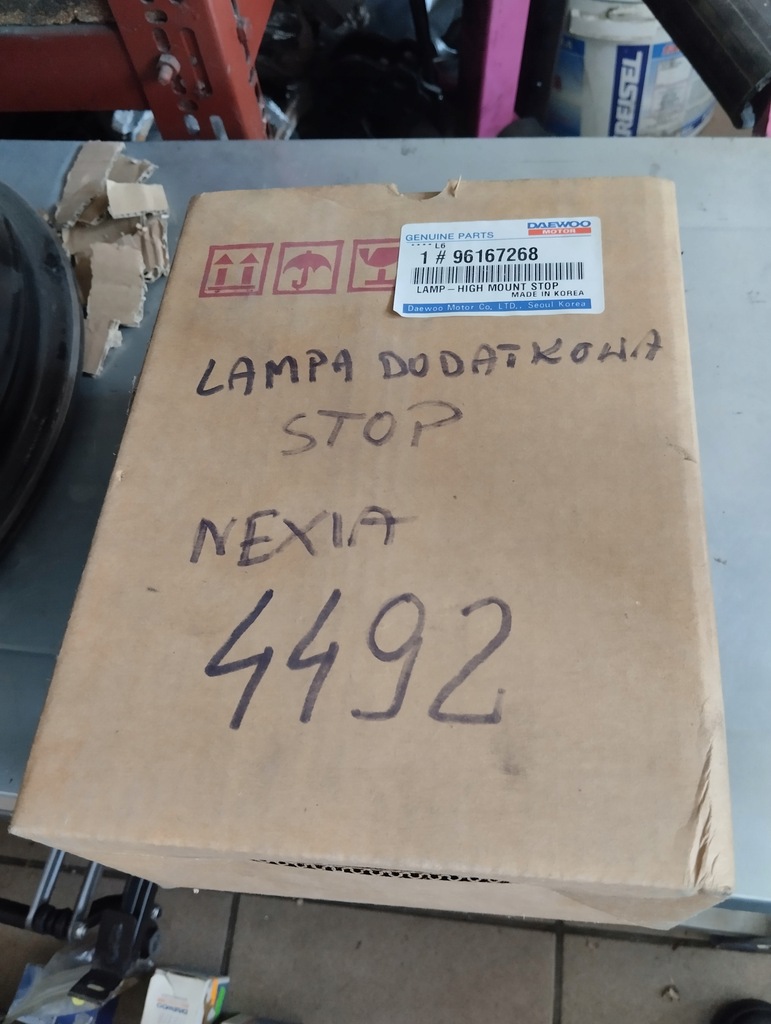 KREISEL
GENUINE PARTS
DAEWOO
MOTOR
**** L6
1 # 96167268
LAMP-HIGH MOUNT STOP
MADE IN KOREA
Daewoo Motor Co, LTD., Seoul Korea
LAMPA DODATKOWA
STOP
NEXIA
4492